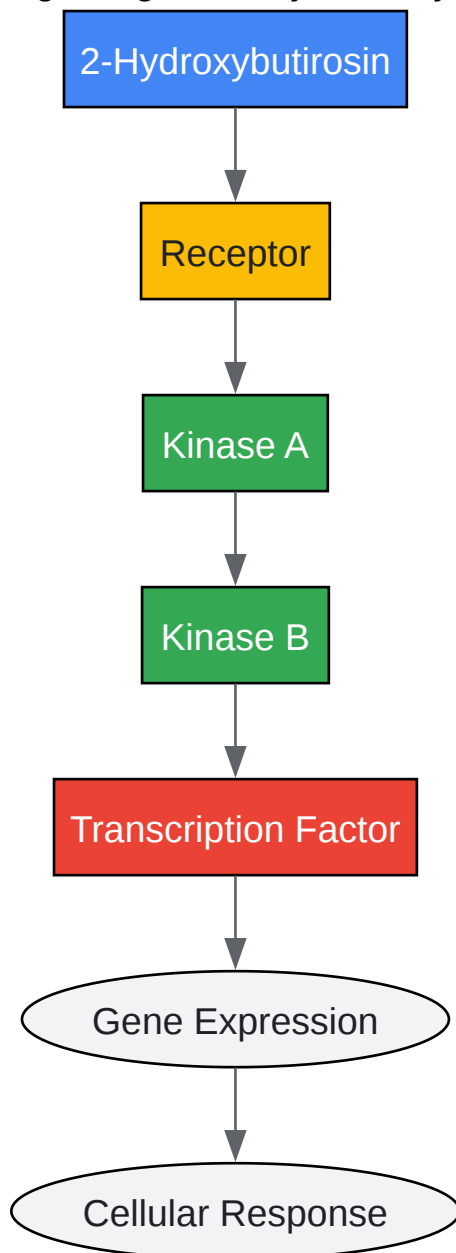 2-Hydroxybutirosin
Receptor
Kinase A
Kinase B
Transcription Factor
Gene Expression
Cellular Response